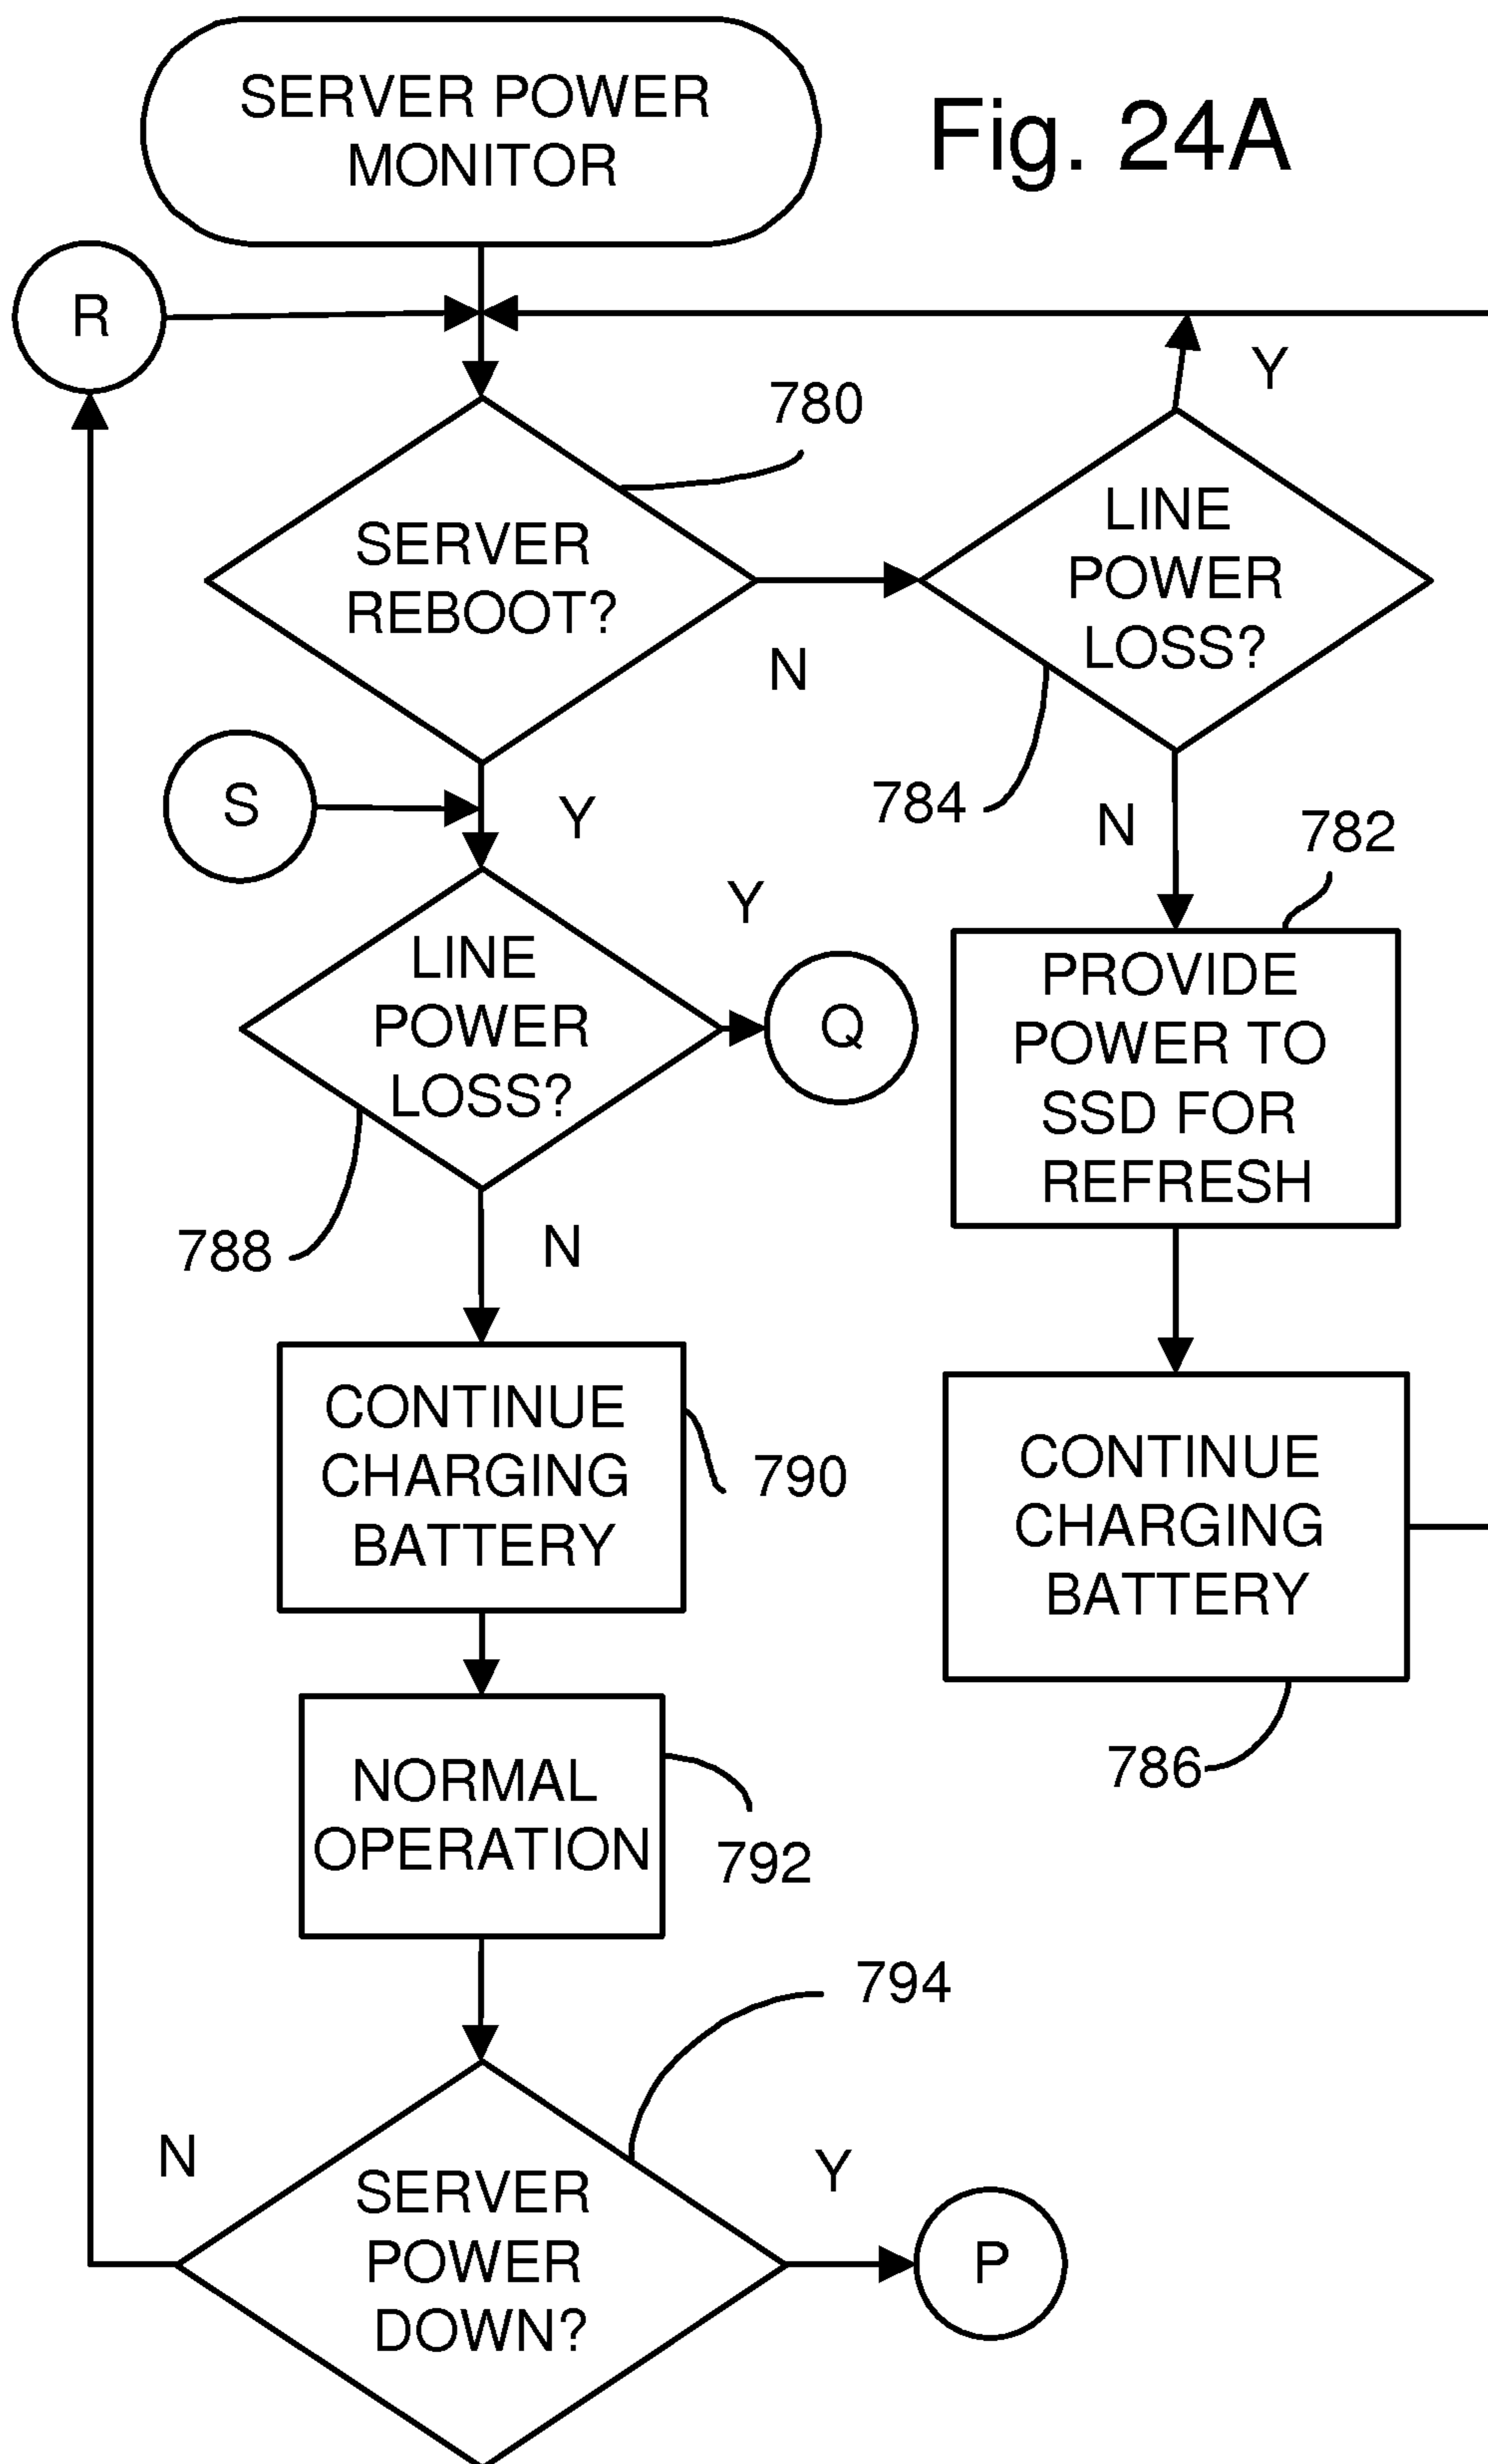 SERVER POWER
MONITOR
Fig. 24A
R
780
Y
SERVER
REBOOT?
N
LINE
POWER
LOSS?
784
S
Y
N
782
Y
LINE
POWER
LOSS?
Q
PROVIDE
POWER TO
SSD FOR
REFRESH
788
N
CONTINUE
CHARGING
BATTERY
790
CONTINUE
CHARGING
BATTERY
786
NORMAL
OPERATION
792
794
N
Y
SERVER
POWER
DOWN?
P